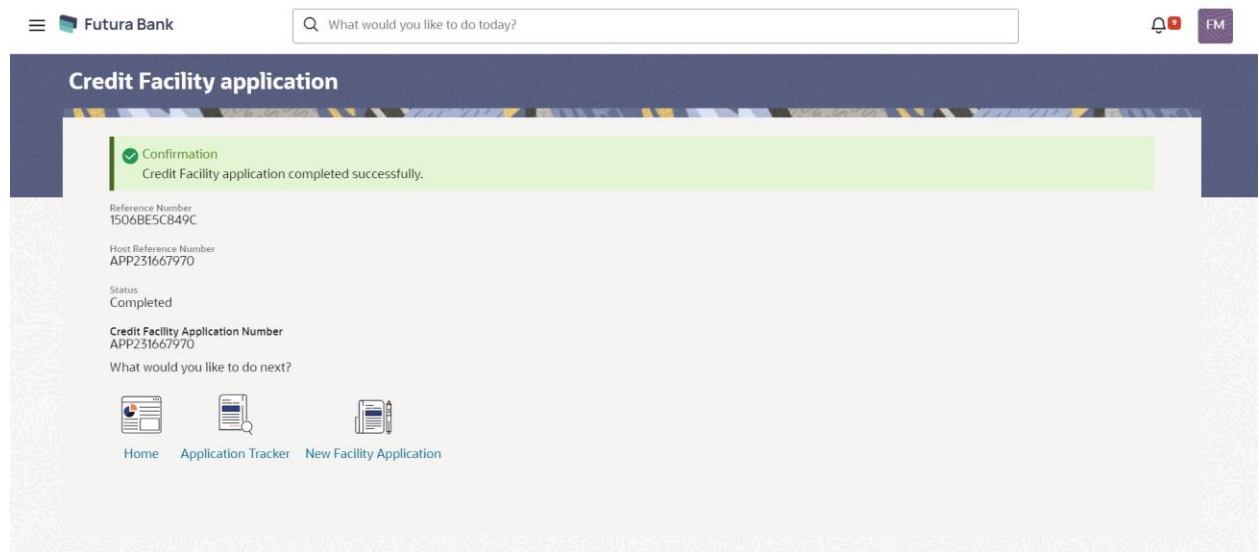 Futura Bank
What would you like to do today?
9
FM
Credit Facility application
Confirmation
Credit Facility application completed successfully.
Reference Number
1506BE5C849C
Host Reference Number
APP231667970
Status
Completed
Credit Facility Application Number
APP231667970
What would you like to do next?
Home Application Tracker New Facility Application